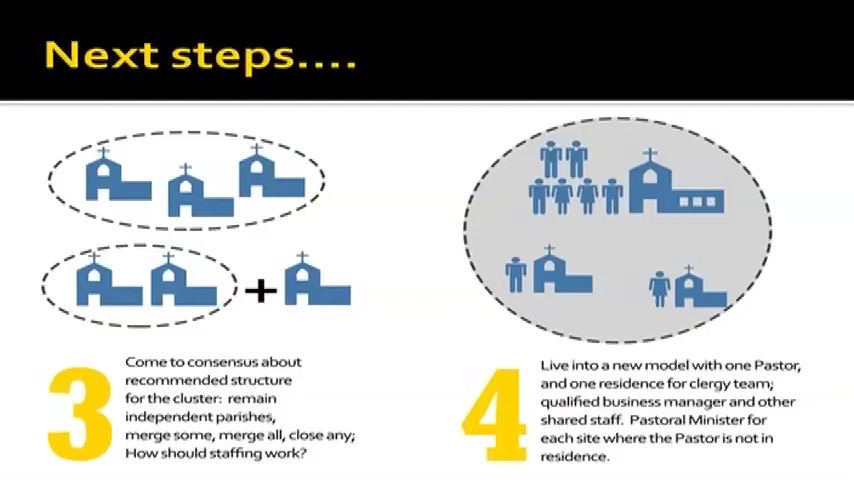 Next steps....
+
3
Come to consensus about
recommended structure
for the cluster: remain
independent parishes,
merge some, merge all, close any;
How should staffing work?
4
Live into a new model with one Pastor,
and one residence for clergy team;
qualified business manager and other
shared staff. Pastoral Minister for
each site where the Pastor is not in
residence.